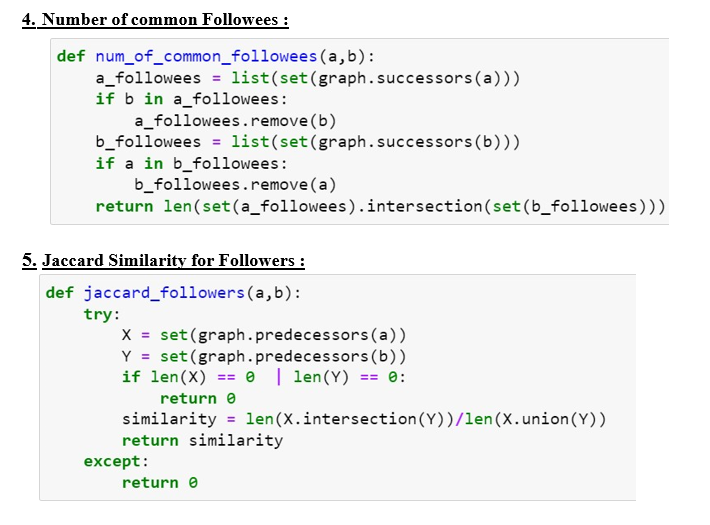 4. Number of common Followees :
def num_of_common_followees(a,b):
    a_followees = list(set(graph.successors(a)))
    if b in a_followees:
        a_followees.remove(b)
    b_followees = list(set(graph.successors(b)))
    if a in b_followees:
        b_followees.remove(a)
    return len(set(a_followees).intersection(set(b_followees)))
5. Jaccard Similarity for Followers :
def jaccard_followers(a,b):
    try:
        X = set(graph.predecessors(a))
        Y = set(graph.predecessors(b))
        if len(X) == 0  | len(Y) == 0:
            return 0
        similarity = len(X.intersection(Y))/len(X.union(Y))
        return similarity
    except:
        return 0